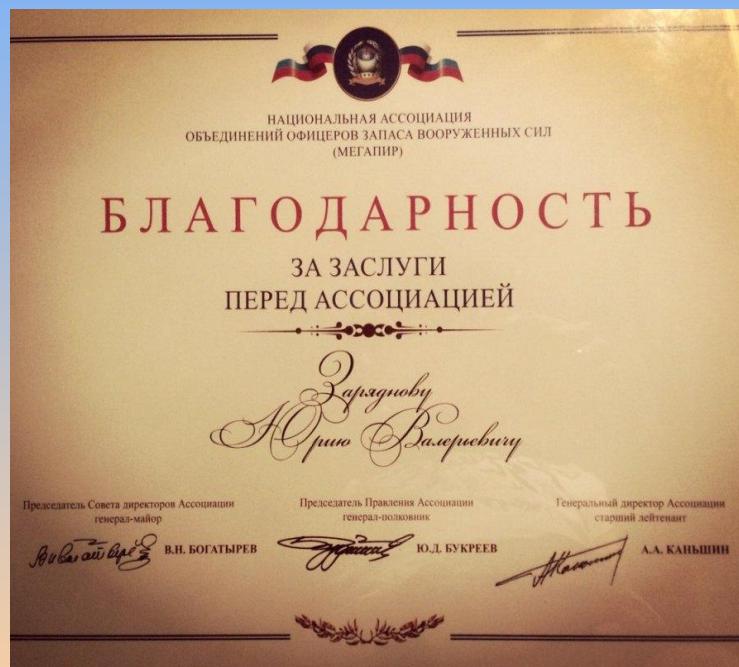 НАЦИОНАЛЬНАЯ АССОЦИАЦИЯ
ОБЪЕДИНЕНИЙ ОФИЦЕРОВ ЗАПАСА ВООРУЖЕННЫХ СИЛ
(МЕГАПИР)
БЛАГОДАРНОСТЬ
ЗА ЗАСЛУГИ
ПЕРЕД АССОЦИАЦИЕЙ
Заряднову
Юрию Валерьевичу
Председатель Совета директоров Ассоциации
генерал-майор
В.Н. БОГАТЫРЕВ
Председатель Правления Ассоциации
генерал-полковник
Ю.Д. БУКРЕЕВ
Генеральный директор Ассоциации
старший лейтенант
А.А. КАНЬШИН